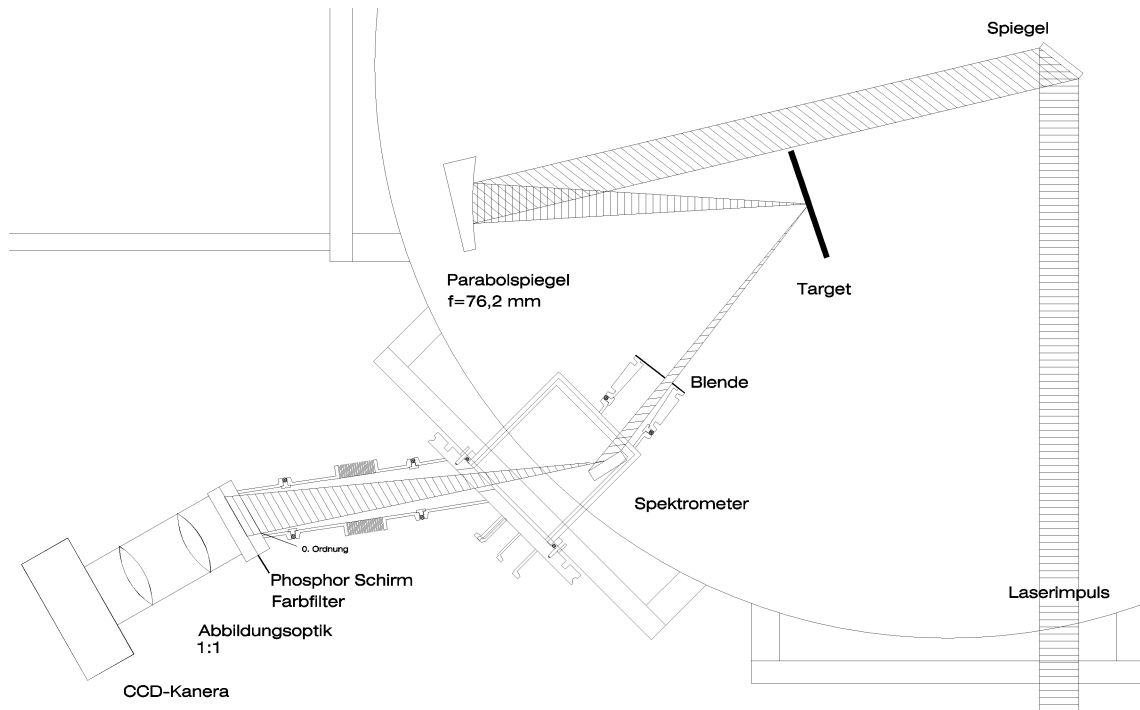 Spiegel
Parabolspiegel
f=76,2 mm
Target
Blende
Spektrometer
0. Ordnung
Phosphor Schirm
Farbfilter
Laserimpuls
Abbildungsoptik
1:1
CCD-Kanera